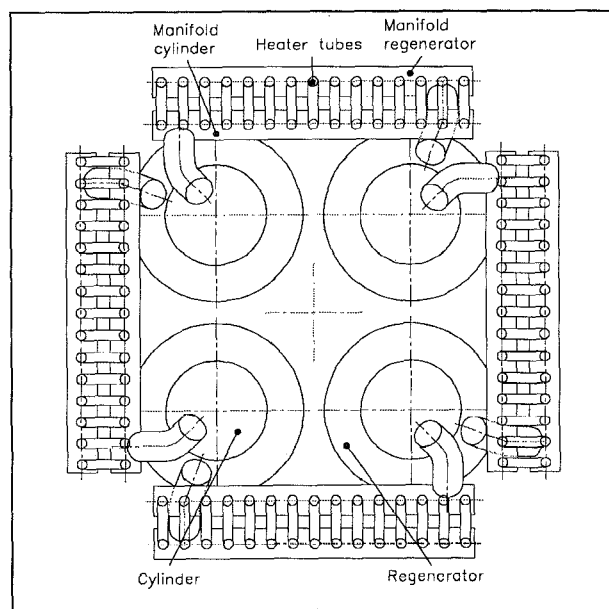 Manifold
cylinder
Heater tubes
Manifold
regenerator
Cylinder
Regenerator